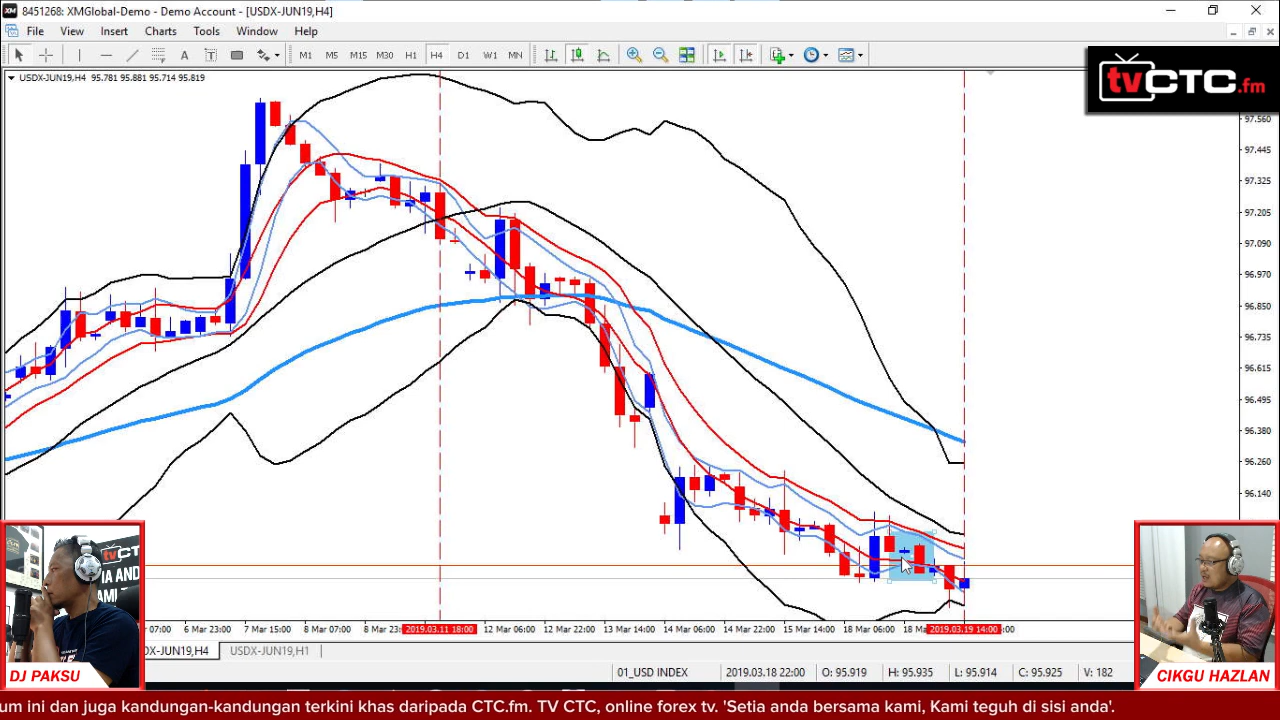 8451268: XMGlobal-Demo - Demo Account - [USDX-JUN19,H4]
File View Insert Charts Tools Window Help
A T M1 M5 M15 M30 H1 H4 D1 W1 MN
USDX-JUN19,H4 95.781 95.881 95.714 95.819
tvCTC.fm
97.560
97.445
97.325
97.205
97.090
96.970
96.850
96.735
96.615
96.495
96.380
96.260
96.140
07:00 6 Mar 23:00 7 Mar 15:00 8 Mar 07:00 8 Mar 23: 2019.03.11 18:00 12 Mar 06:00 12 Mar 22:00 13 Mar 14:00 14 Mar 06:00 14 Mar 22:00 15 Mar 14:00 18 Mar 06:00 18 M 2019.03.19 14:00 :00
DX-JUN19,H4 USDX-JUN19,H1
01_USD INDEX 2019.03.18 22:00 O: 95.919 H: 95.935 L: 95.914 C: 95.925 V: 182
tvCTC
DJ PAKSU
CIKGU HAZLAN
um ini dan juga kandungan-kandungan terkini khas daripada CTC.fm. TV CTC, online forex tv. 'Setia anda bersama kami, Kami teguh di sisi anda'.